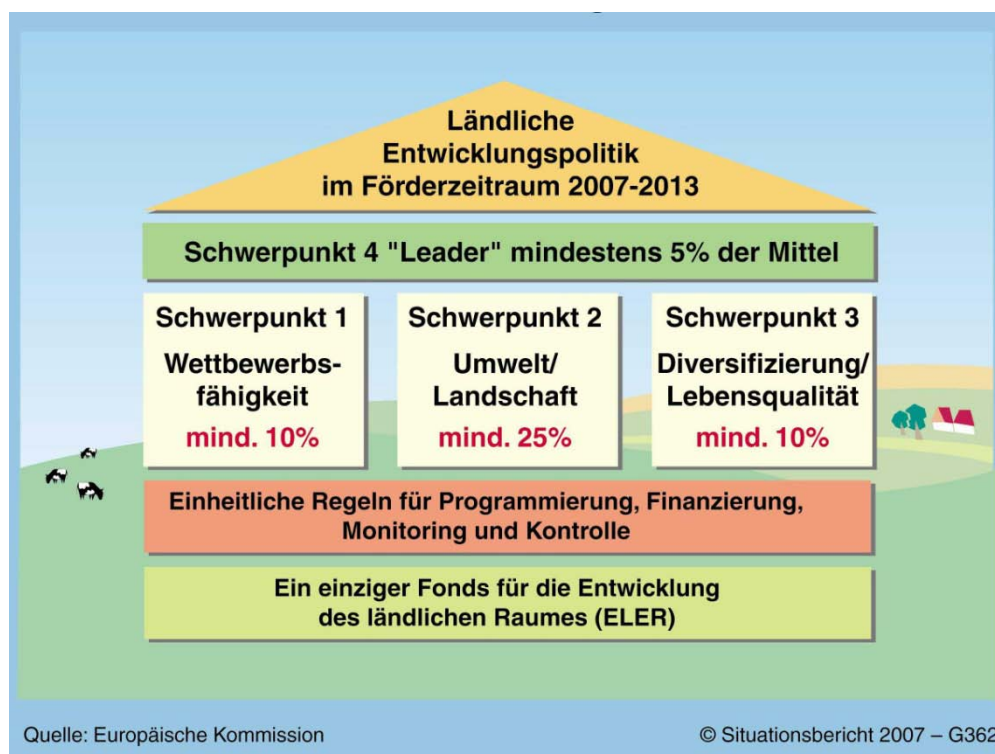 Ländliche
Entwicklungspolitik
im Förderzeitraum 2007-2013
Schwerpunkt 4 "Leader" mindestens 5% der Mittel
Schwerpunkt 1
Wettbewerbs-
fähigkeit
mind. 10%
Schwerpunkt 2
Umwelt/
Landschaft
mind. 25%
Schwerpunkt 3
Diversifizierung/
Lebensqualität
mind. 10%
Einheitliche Regeln für Programmierung, Finanzierung,
Monitoring und Kontrolle
Ein einziger Fonds für die Entwicklung
des ländlichen Raumes (ELER)
Quelle: Europäische Kommission
© Situationsbericht 2007 – G362